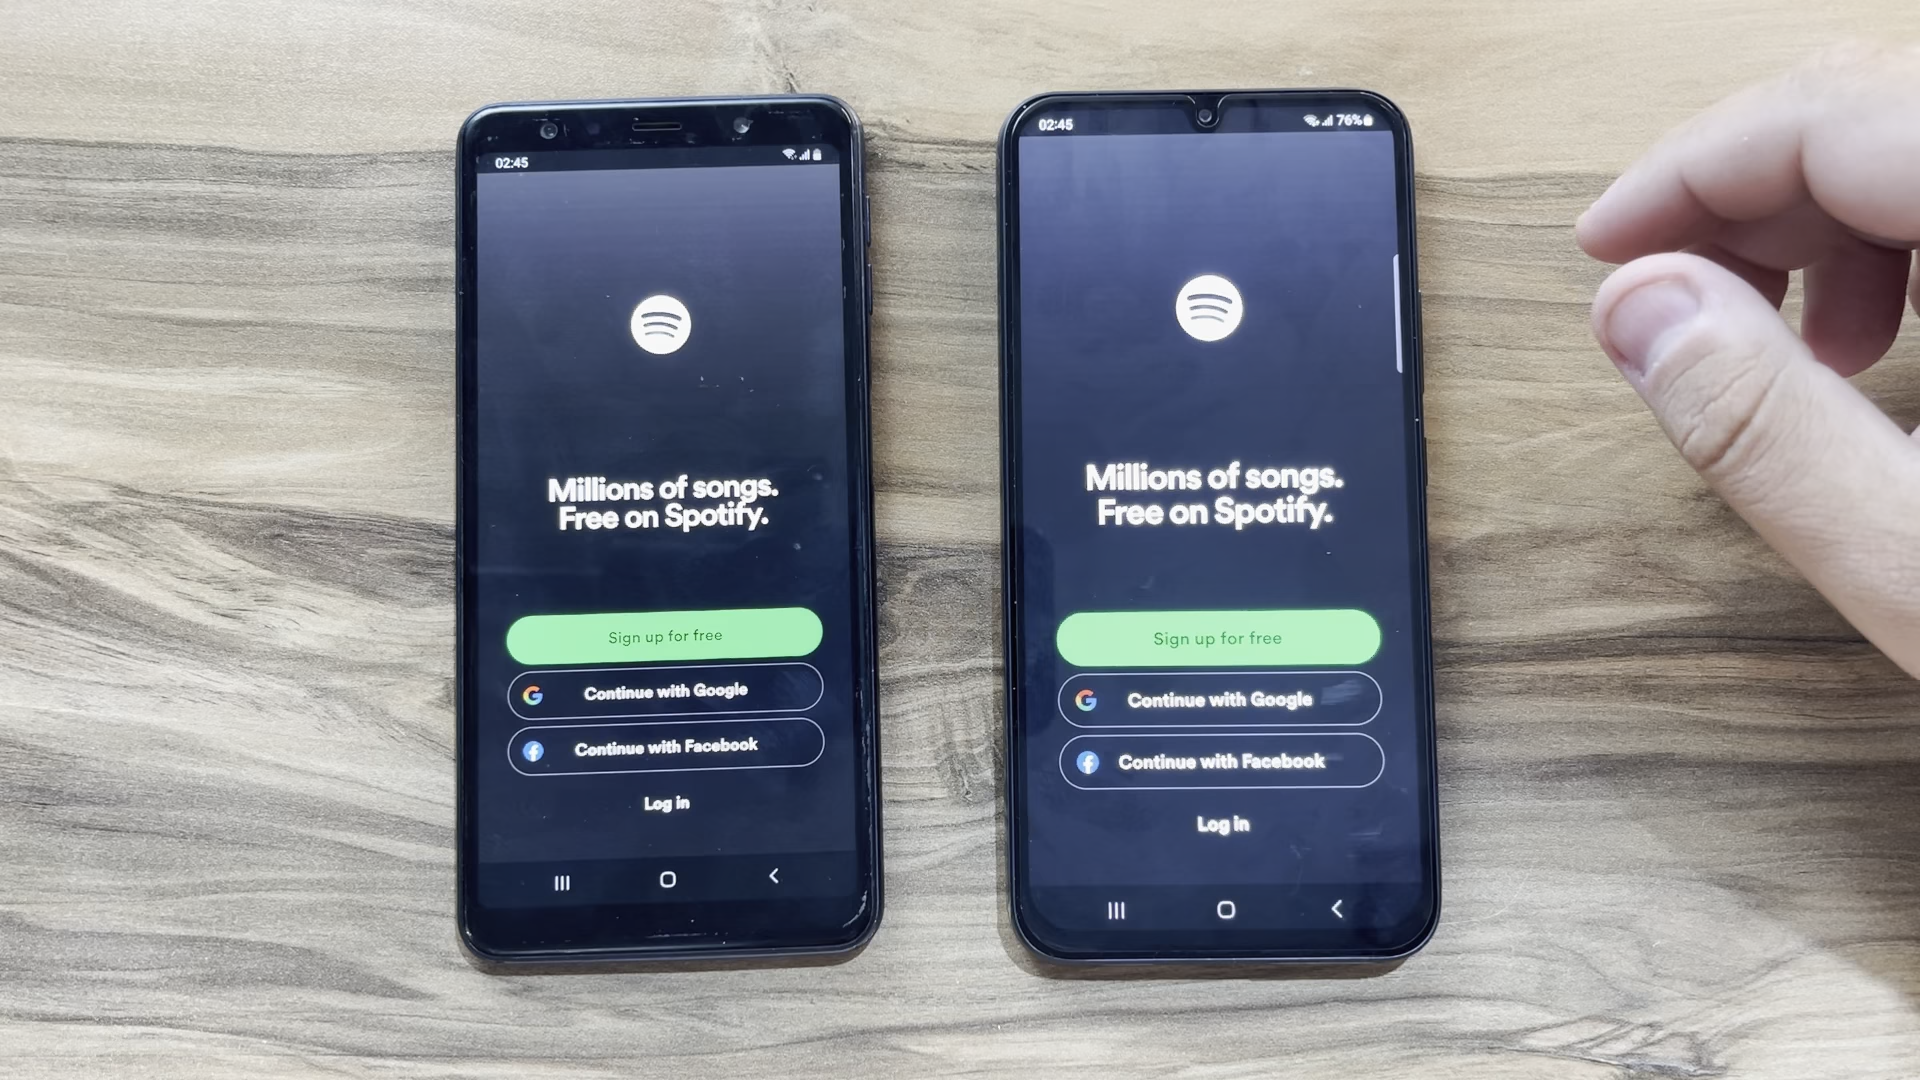 02:45
Millions of songs.
Free on Spotify.
Sign up for free
Continue with Google
Continue with Facebook
Log in
02:45
76%
Millions of songs.
Free on Spotify.
Sign up for free
Continue with Google
Continue with Facebook
Log in